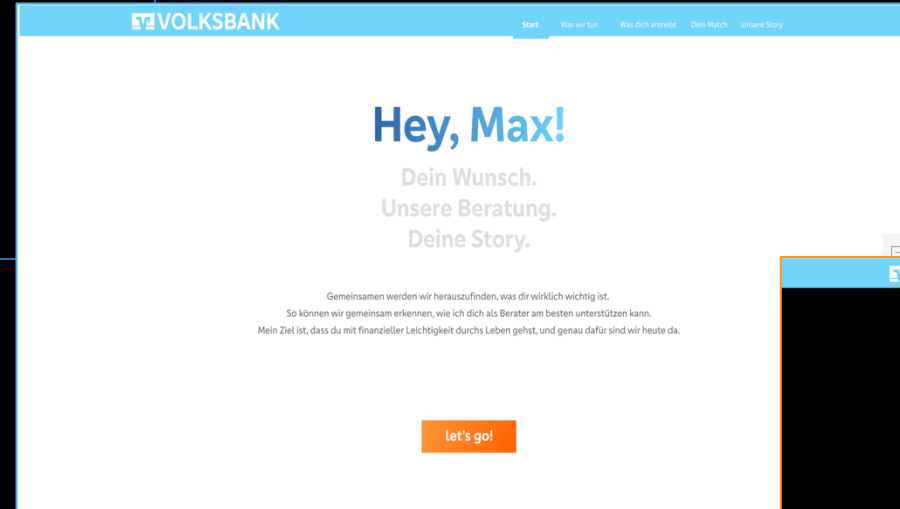 VOLKSBANK
Start Was wir tun Was dich antreibt Dein Match Unsere Story
Hey, Max!
Dein Wunsch.
Unsere Beratung.
Deine Story.
Gemeinsamen werden wir herauszufinden, was dir wirklich wichtig ist.
So können wir gemeinsam erkennen, wie ich dich als Berater am besten unterstützen kann.
Mein Ziel ist, dass du mit finanzieller Leichtigkeit durchs Leben gehst, und genau dafür sind wir heute da.
let's go!